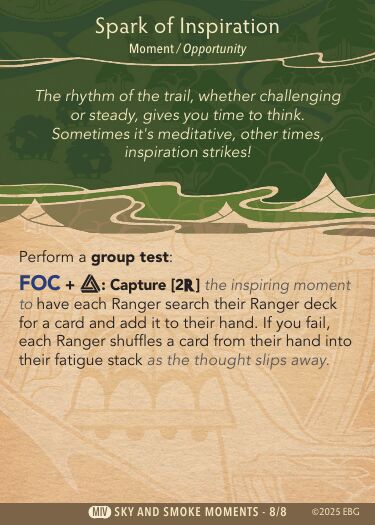 Spark of Inspiration
Moment / Opportunity
The rhythm of the trail, whether challenging
or steady, gives you time to think.
Sometimes it's meditative, other times,
inspiration strikes!
Perform a group test:
FOC + : Capture [2R] the inspiring moment
to have each Ranger search their Ranger deck
for a card and add it to their hand. If you fail,
each Ranger shuffles a card from their hand into
their fatigue stack as the thought slips away.
MIV SKY AND SMOKE MOMENTS - 8/8 ©2025 EBG